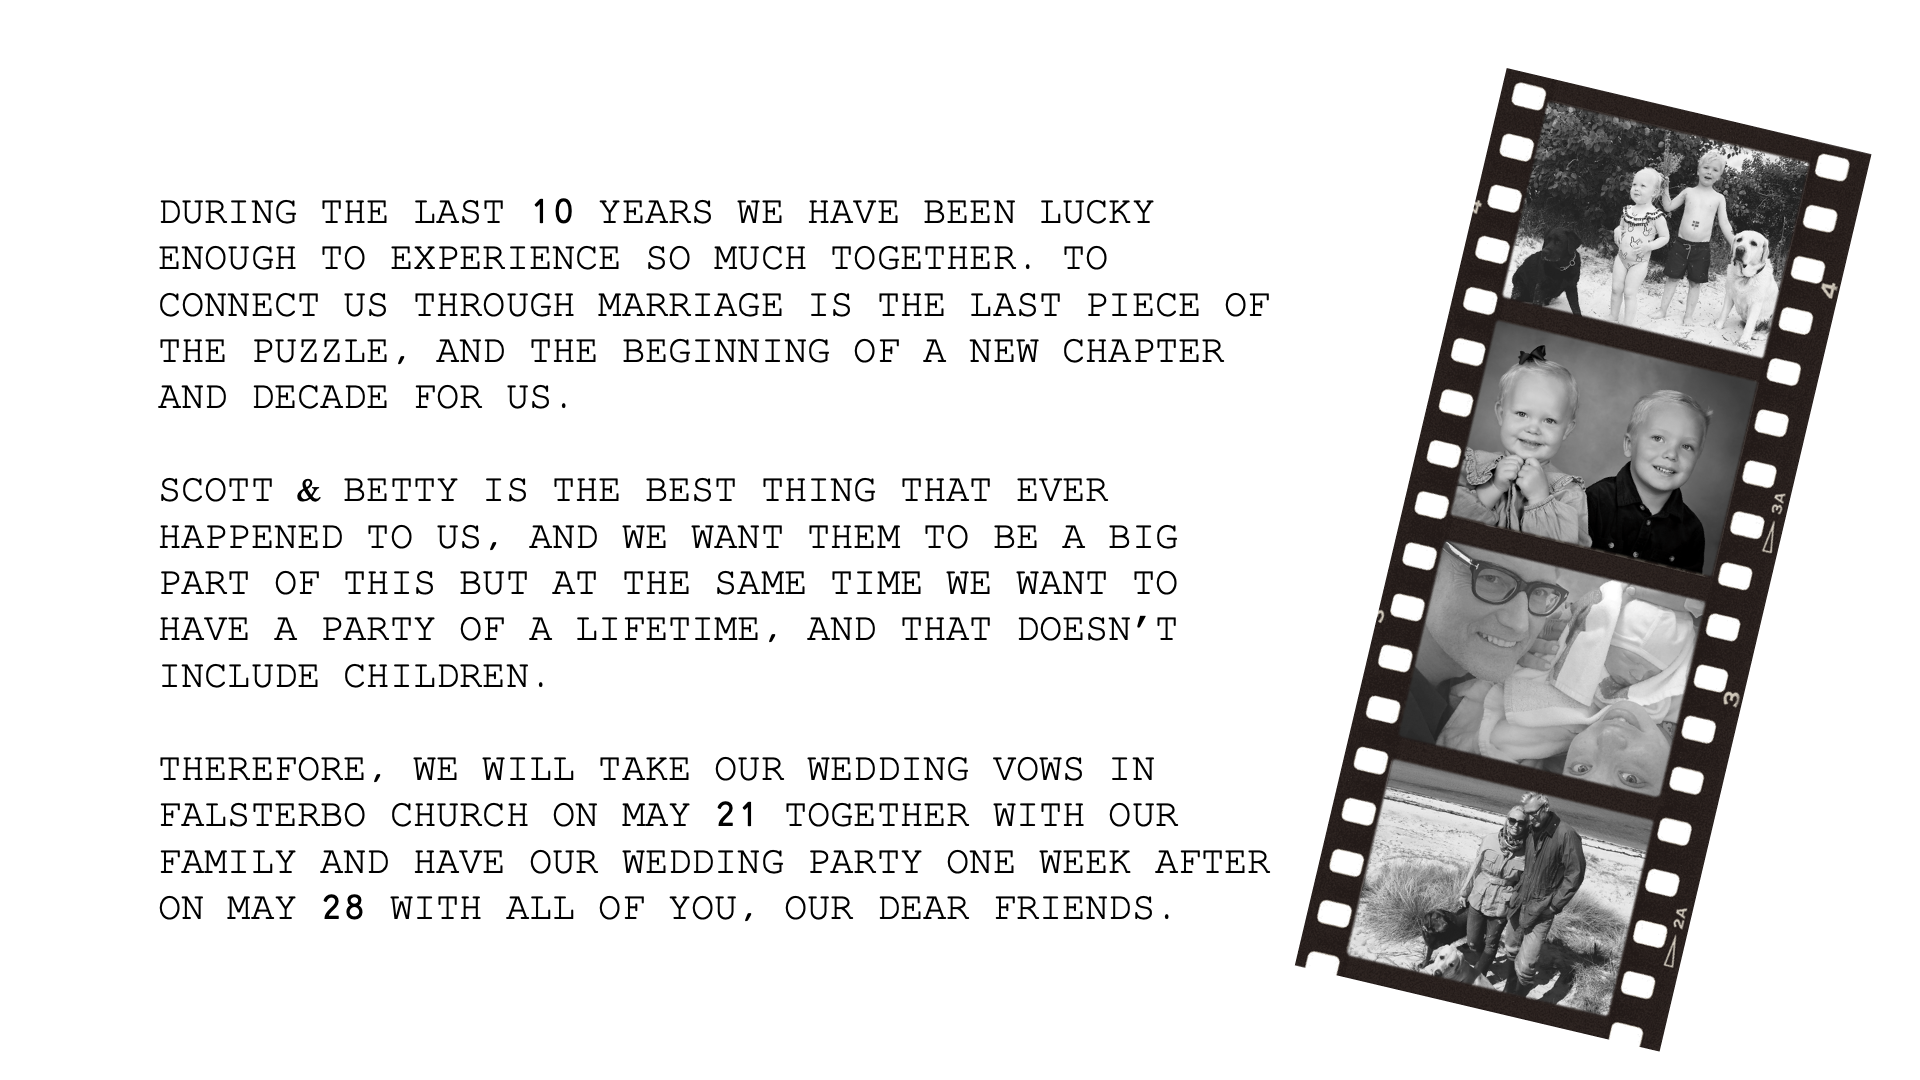 DURING THE LAST 10 YEARS WE HAVE BEEN LUCKY
ENOUGH TO EXPERIENCE SO MUCH TOGETHER. TO
CONNECT US THROUGH MARRIAGE IS THE LAST PIECE OF
THE PUZZLE, AND THE BEGINNING OF A NEW CHAPTER
AND DECADE FOR US.
SCOTT & BETTY IS THE BEST THING THAT EVER
HAPPENED TO US, AND WE WANT THEM TO BE A BIG
PART OF THIS BUT AT THE SAME TIME WE WANT TO
HAVE A PARTY OF A LIFETIME, AND THAT DOESN’T
INCLUDE CHILDREN.
THEREFORE, WE WILL TAKE OUR WEDDING VOWS IN
FALSTERBO CHURCH ON MAY 21 TOGETHER WITH OUR
FAMILY AND HAVE OUR WEDDING PARTY ONE WEEK AFTER
ON MAY 28 WITH ALL OF YOU, OUR DEAR FRIENDS.
4
4
3A
3
2A